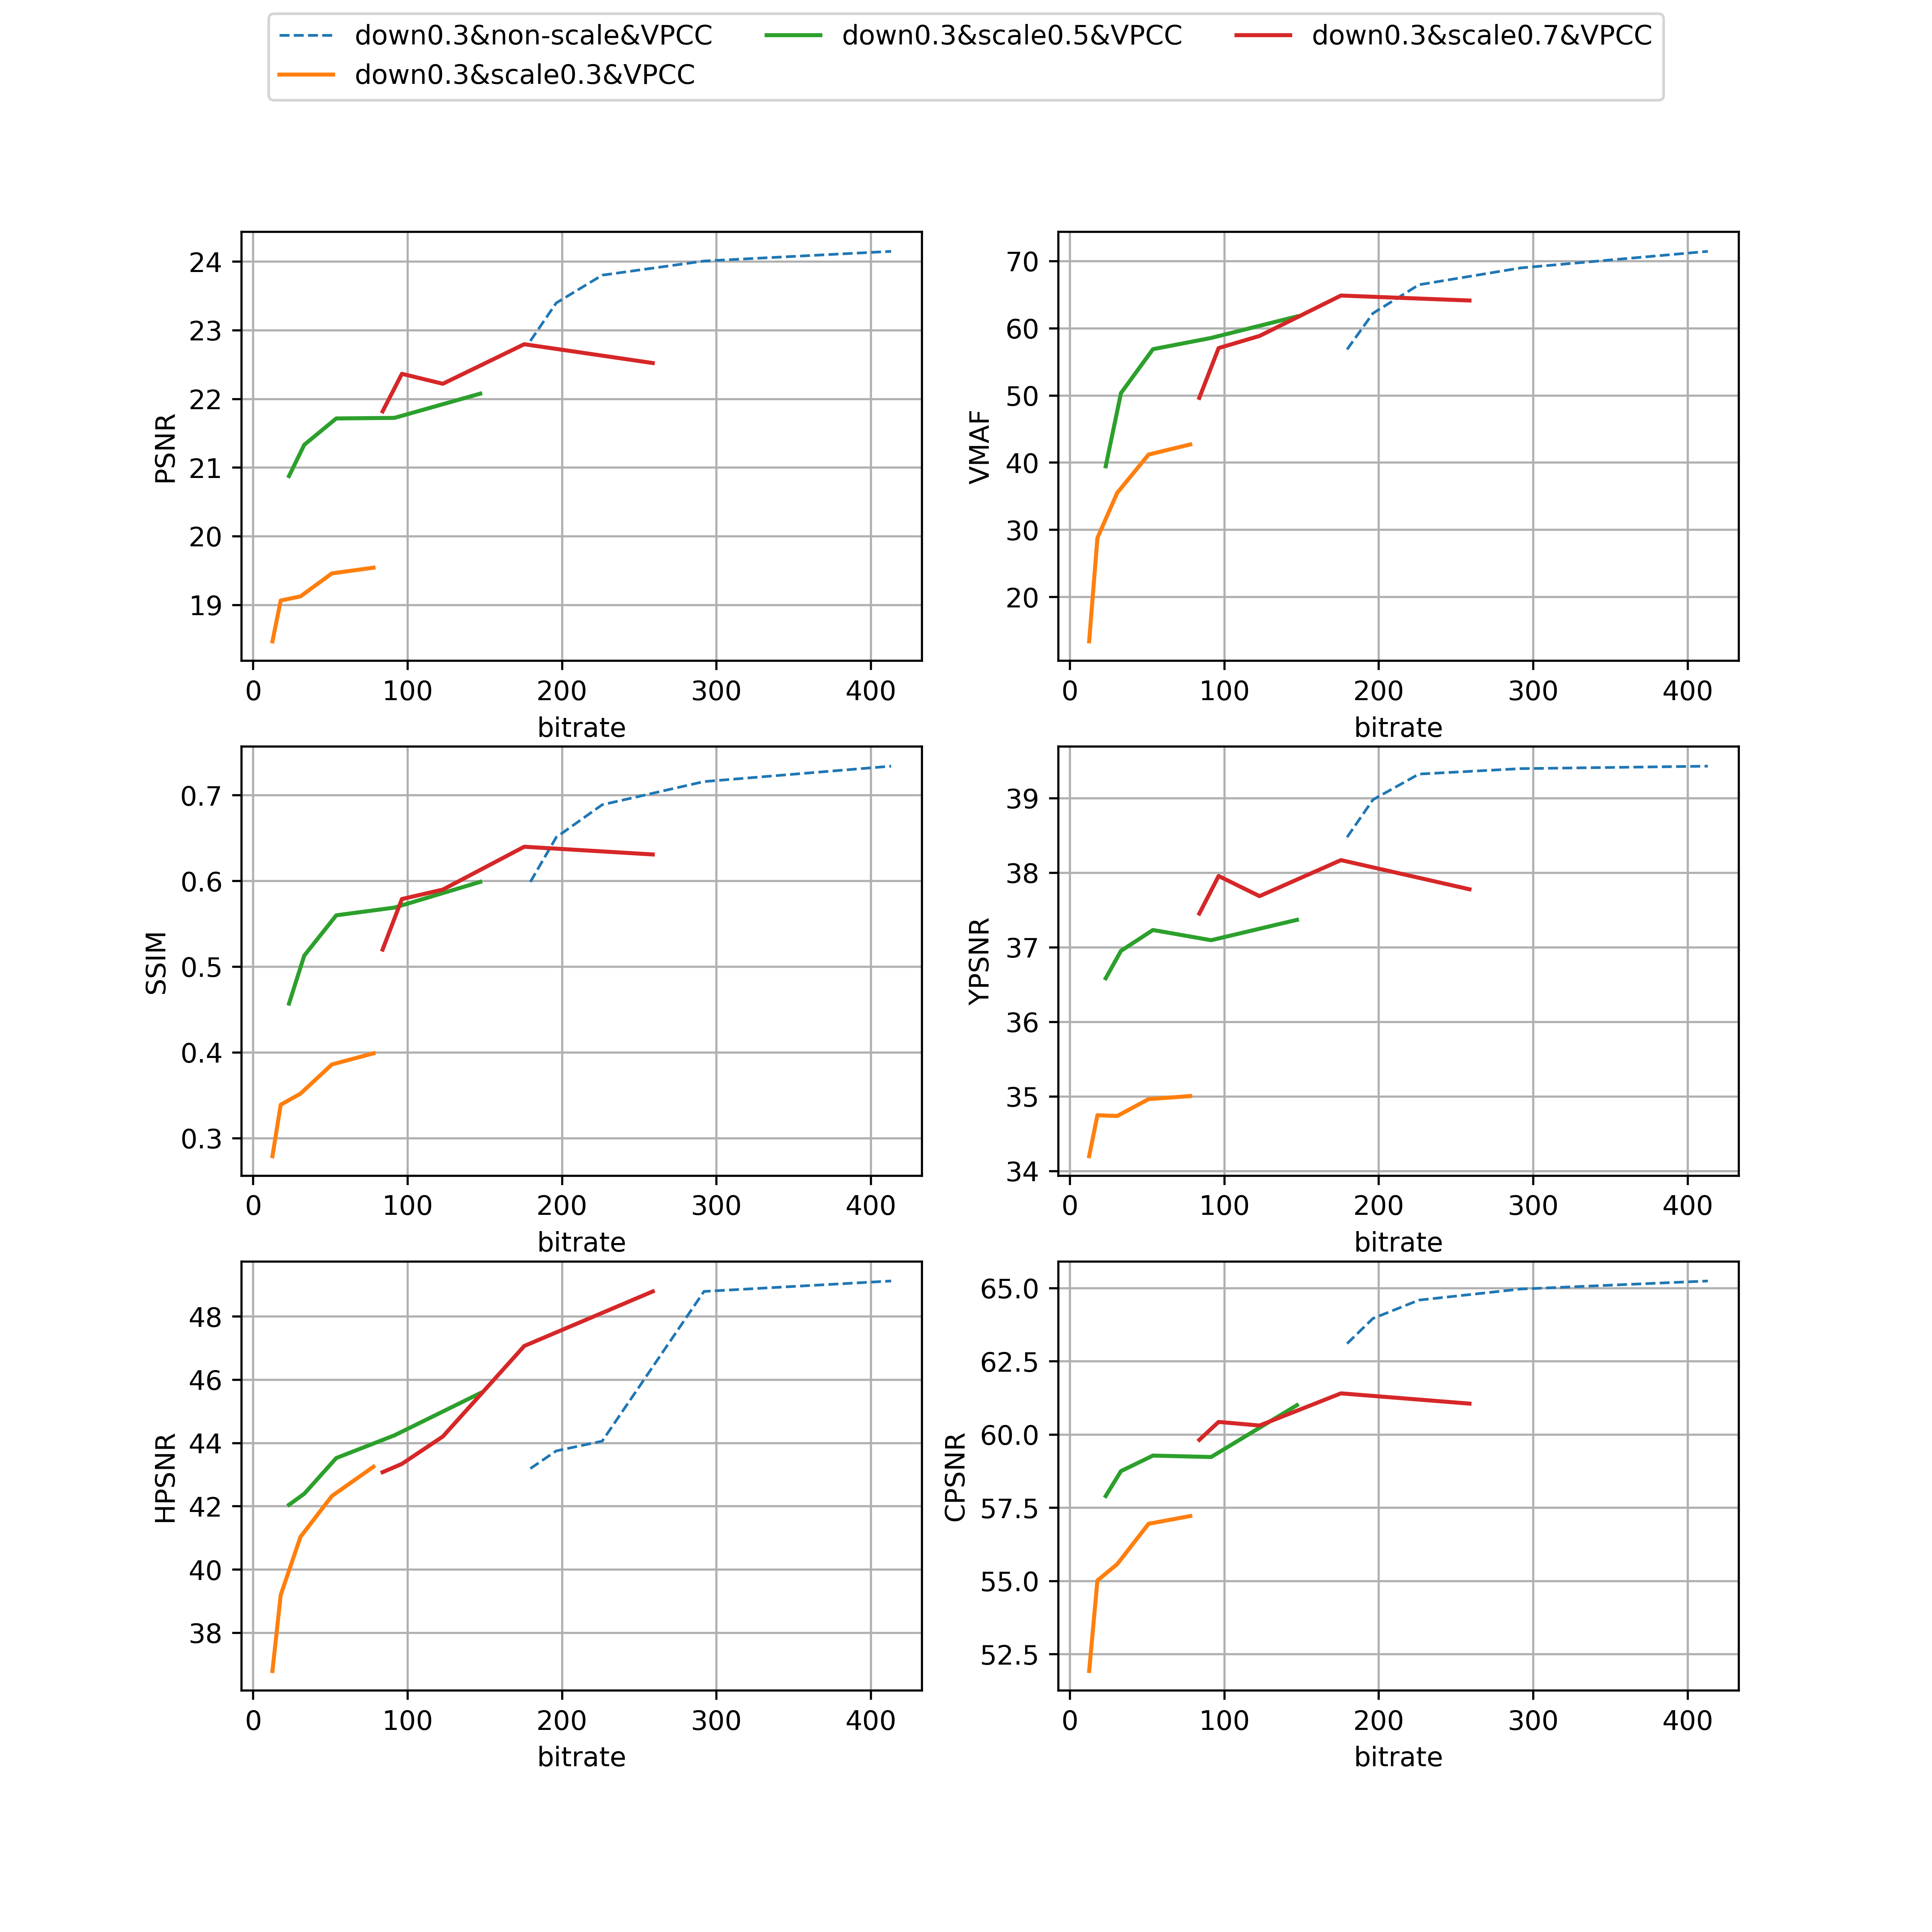 down0.3&non-scale&VPCC
down0.3&scale0.3&VPCC
down0.3&scale0.5&VPCC
down0.3&scale0.7&VPCC
PSNR
24
23
22
21
20
19
0 100 200 300 400
bitrate
VMAF
70
60
50
40
30
20
0 100 200 300 400
bitrate
SSIM
0.7
0.6
0.5
0.4
0.3
0 100 200 300 400
bitrate
YPSNR
39
38
37
36
35
34
0 100 200 300 400
bitrate
HPSNR
48
46
44
42
40
38
0 100 200 300 400
bitrate
CPSNR
65.0
62.5
60.0
57.5
55.0
52.5
0 100 200 300 400
bitrate